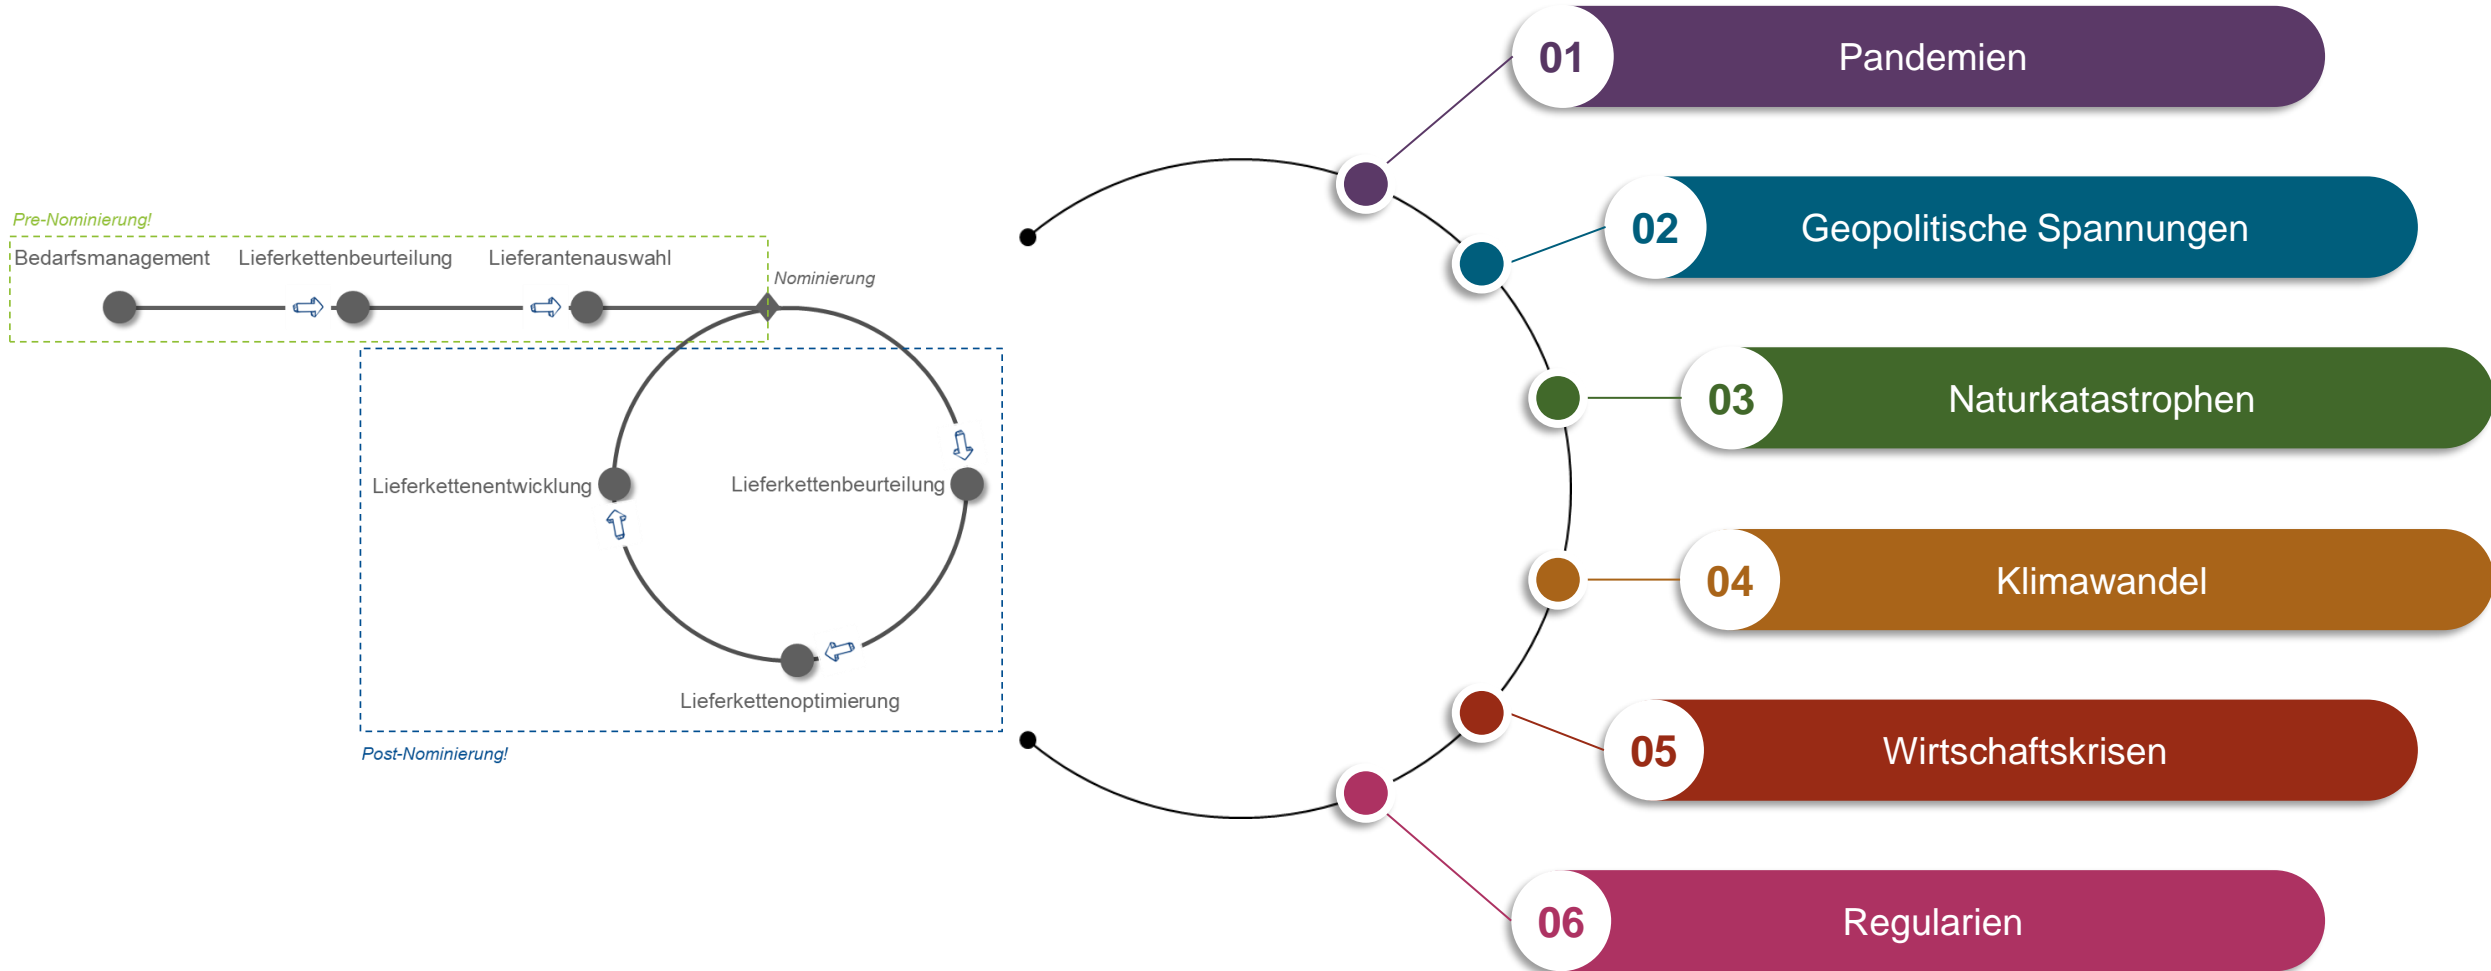 Pre-Nominierung!
Bedarfsmanagement
Lieferkettenbeurteilung
Lieferantenauswahl
Nominierung
Lieferkettenentwicklung
Lieferkettenbeurteilung
Lieferkettenoptimierung
Post-Nominierung!
01
Pandemien
02
Geopolitische Spannungen
03
Naturkatastrophen
04
Klimawandel
05
Wirtschaftskrisen
06
Regularien